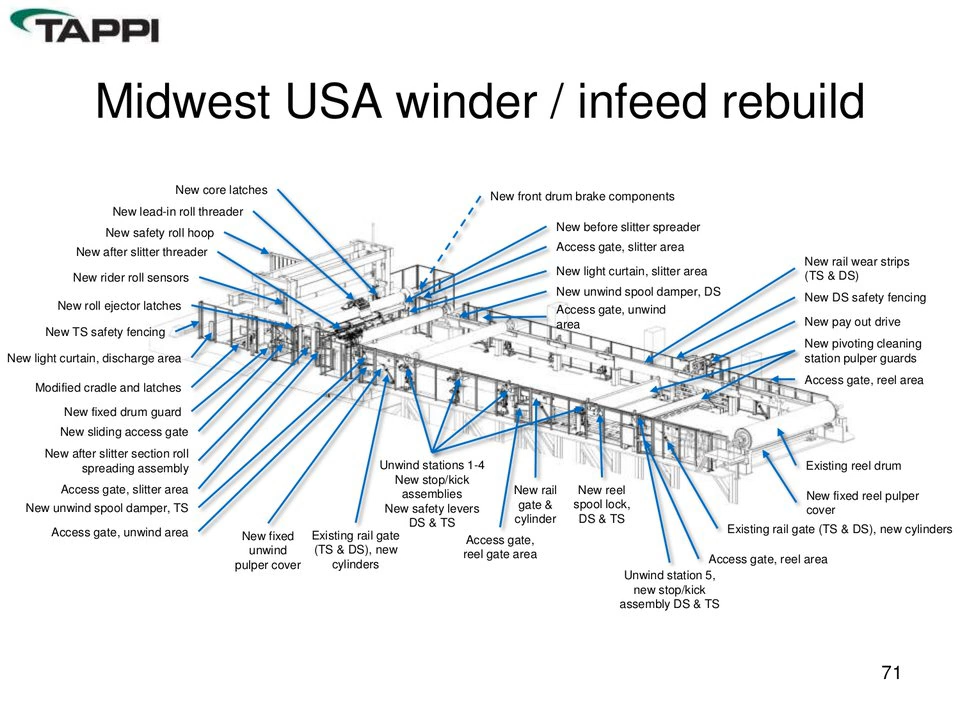 TAPPI
Midwest USA winder / infeed rebuild
New core latches
New lead-in roll threader
New safety roll hoop
New after slitter threader
New rider roll sensors
New roll ejector latches
New TS safety fencing
New light curtain, discharge area
Modified cradle and latches
New fixed drum guard
New sliding access gate
New after slitter section roll
spreading assembly
Access gate, slitter area
New unwind spool damper, TS
Access gate, unwind area
New front drum brake components
New before slitter spreader
Access gate, slitter area
New light curtain, slitter area
New unwind spool damper, DS
Access gate, unwind
area
New rail wear strips
(TS & DS)
New DS safety fencing
New pay out drive
New pivoting cleaning
station pulper guards
Access gate, reel area
New fixed
unwind
pulper cover
Existing rail gate
(TS & DS), new
cylinders
Unwind stations 1-4
New stop/kick
assemblies
New safety levers
DS & TS
Access gate,
reel gate area
New rail
gate &
cylinder
New reel
spool lock,
DS & TS
Existing reel drum
New fixed reel pulper
cover
Existing rail gate (TS & DS), new cylinders
Access gate, reel area
Unwind station 5,
new stop/kick
assembly DS & TS
71